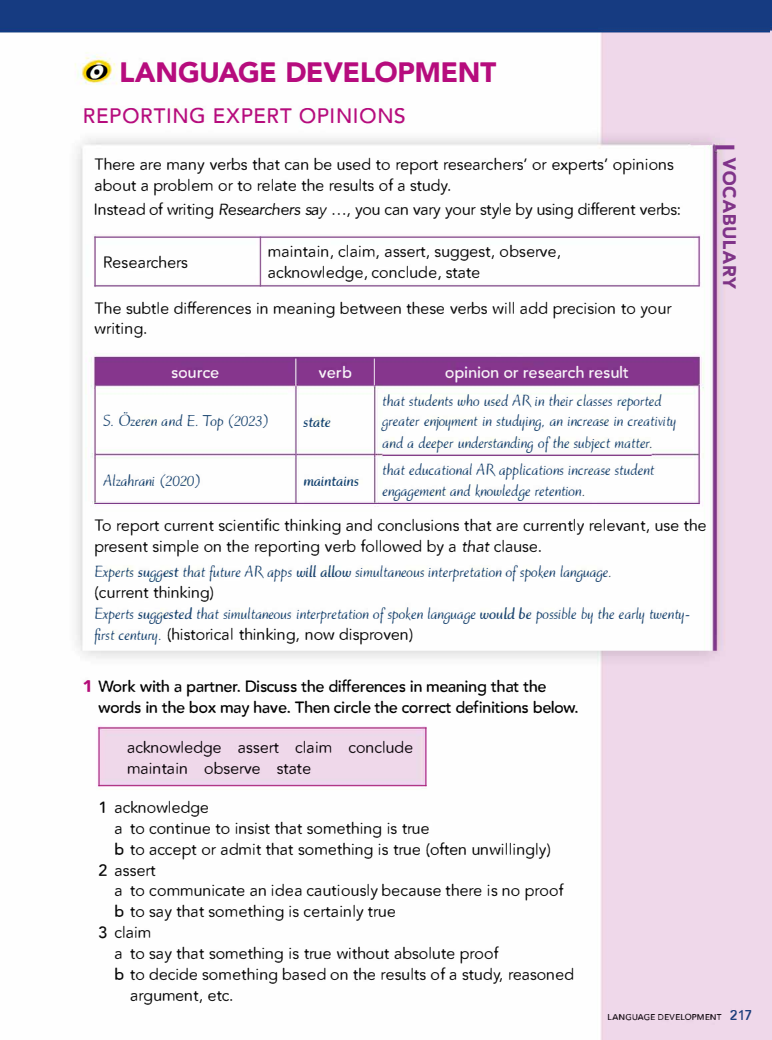 LANGUAGE DEVELOPMENT
REPORTING EXPERT OPINIONS
There are many verbs that can be used to report researchers' or experts' opinions
about a problem or to relate the results of a study.
Instead of writing Researchers say …, you can vary your style by using different verbs:
Researchers
maintain, claim, assert, suggest, observe,
acknowledge, conclude, state
The subtle differences in meaning between these verbs will add precision to your
writing.
source verb opinion or research result
S. Özeren and E. Top (2023)
state
that students who used AR in their classes reported
greater enjoyment in studying, an increase in creativity
and a deeper understanding of the subject matter.
Alzahrani (2020)
maintains
that educational AR applications increase student
engagement and knowledge retention.
To report current scientific thinking and conclusions that are currently relevant, use the
present simple on the reporting verb followed by a that clause.
Experts suggest that future AR apps will allow simultaneous interpretation of spoken language.
(current thinking)
Experts suggested that simultaneous interpretation of spoken language would be possible by the early twenty-
first century. (historical thinking, now disproven)
VOCABULARY
1 Work with a partner. Discuss the differences in meaning that the
words in the box may have. Then circle the correct definitions below.
acknowledge assert claim conclude
maintain observe state
1 acknowledge
a to continue to insist that something is true
b to accept or admit that something is true (often unwillingly)
2 assert
a to communicate an idea cautiously because there is no proof
b to say that something is certainly true
3 claim
a to say that something is true without absolute proof
b to decide something based on the results of a study, reasoned
argument, etc.
LANGUAGE DEVELOPMENT 217